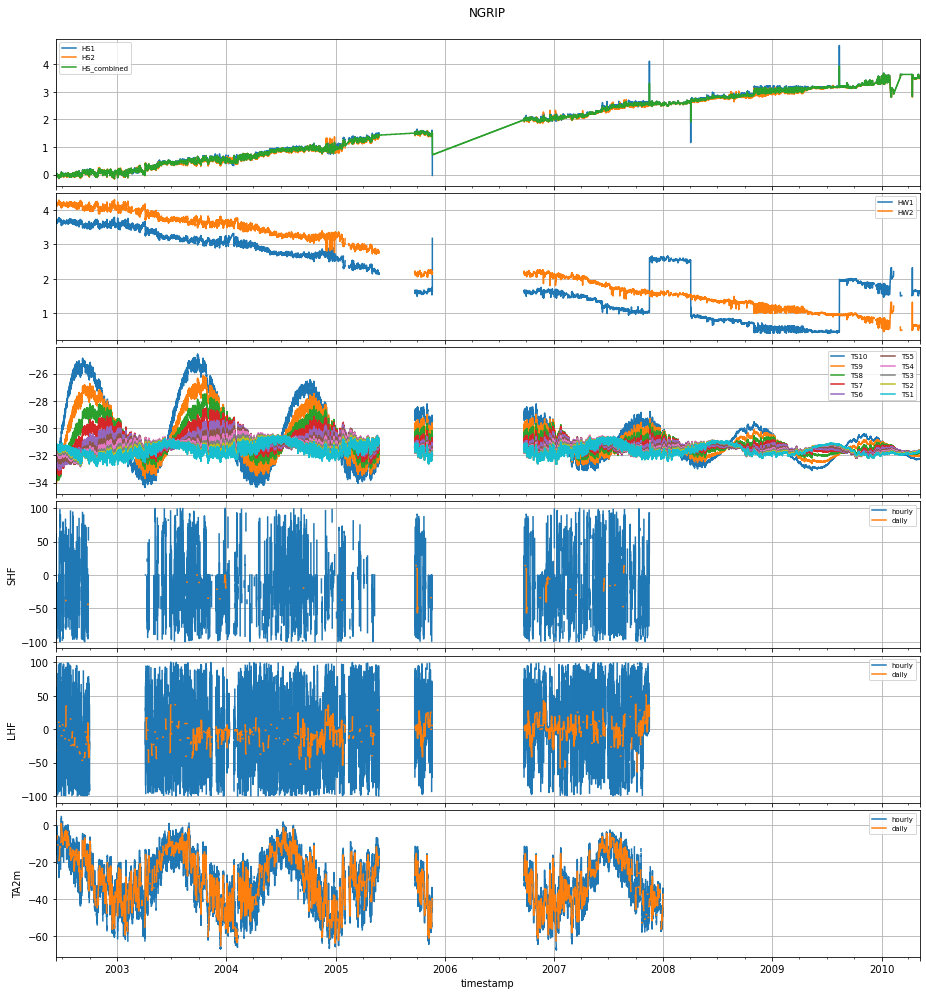 NGRIP
HS1
HS2
HS_combined
4
3
2
1
0
HW1
HW2
4
3
2
1
TS10
TS9
TS8
TS7
TS6
TS5
TS4
TS3
TS2
TS1
−26
−28
−30
−32
−34
SHF
hourly
daily
100
50
0
−50
−100
LHF
hourly
daily
100
50
0
−50
−100
TA2m
hourly
daily
0
−20
−40
−60
2003 2004 2005 2006 2007 2008 2009 2010
timestamp